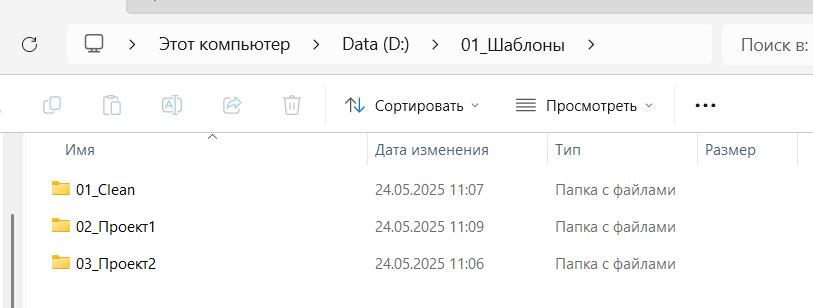 Этот компьютер > Data (D:) > 01_Шаблоны >
Поиск в:
Сортировать
Просмотреть
Имя Дата изменения Тип Размер
01_Clean 24.05.2025 11:07 Папка с файлами
02_Проект1 24.05.2025 11:09 Папка с файлами
03_Проект2 24.05.2025 11:06 Папка с файлами